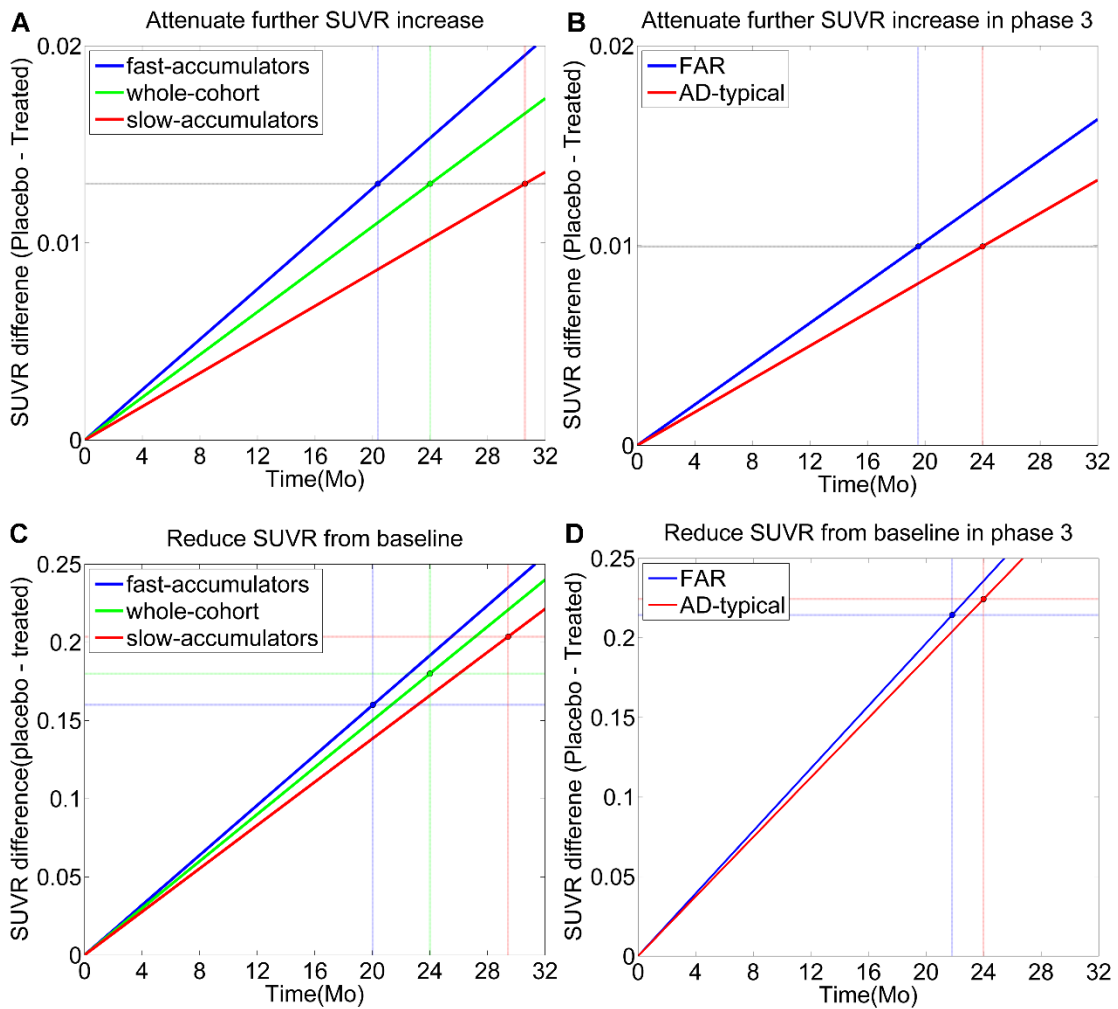 A
Attenuate further SUVR increase
SUVR differene (Placebo - Treated)
0.02
0.01
0
fast-accumulators
whole-cohort
slow-accumulators
0 4 8 12 16 20 24 28 32
Time(Mo)
B
Attenuate further SUVR increase in phase 3
SUVR differene (Placebo - Treated)
0.02
0.01
0
FAR
AD-typical
0 4 8 12 16 20 24 28 32
Time(Mo)
C
Reduce SUVR from baseline
SUVR difference(placebo - treated)
0.25
0.2
0.15
0.1
0.05
0
fast-accumulators
whole-cohort
slow-accumulators
0 4 8 12 16 20 24 28 32
Time(Mo)
D
Reduce SUVR from baseline in phase 3
SUVR differene (Placebo - Treated)
0.25
0.2
0.15
0.1
0.05
0
FAR
AD-typical
0 4 8 12 16 20 24 28 32
Time(Mo)